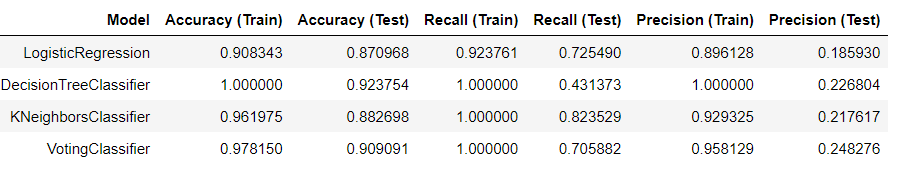 Model Accuracy (Train) Accuracy (Test) Recall (Train) Recall (Test) Precision (Train) Precision (Test)
LogisticRegression 0.908343 0.870968 0.923761 0.725490 0.896128 0.185930
DecisionTreeClassifier 1.000000 0.923754 1.000000 0.431373 1.000000 0.226804
KNeighborsClassifier 0.961975 0.882698 1.000000 0.823529 0.929325 0.217617
VotingClassifier 0.978150 0.909091 1.000000 0.705882 0.958129 0.248276